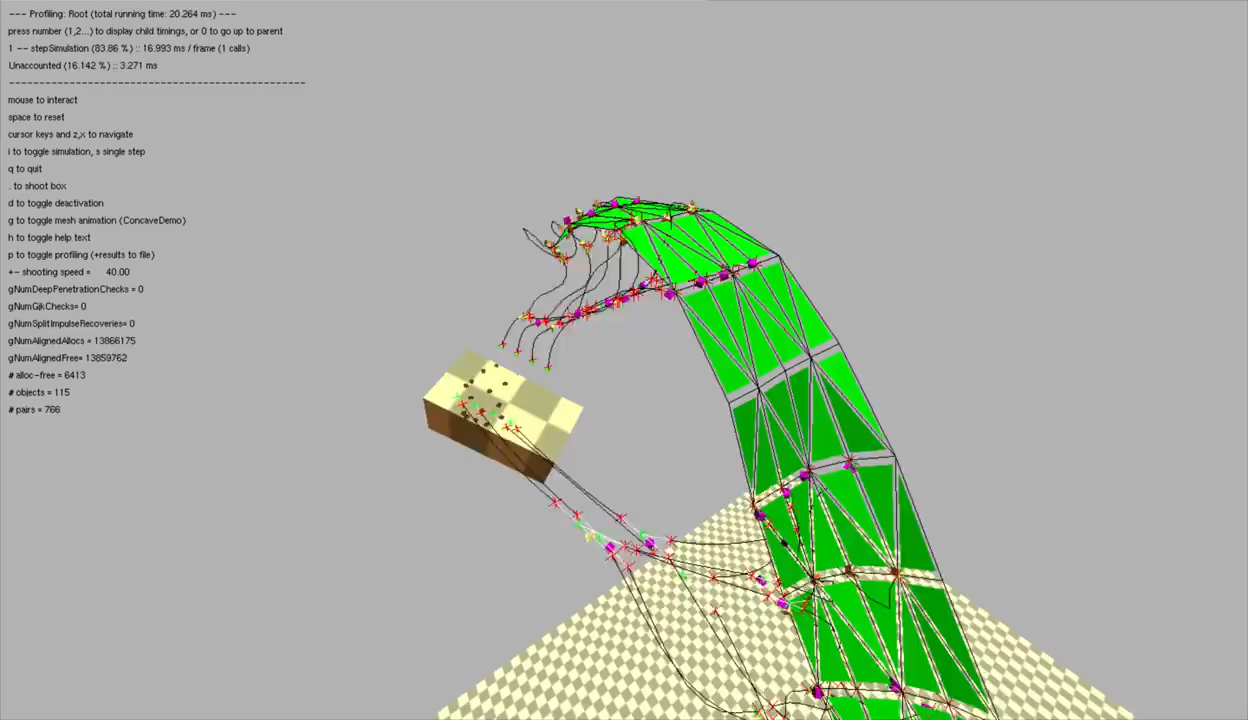 --- Profiling: Root (total running time: 20.264 ms) ---
press number (1,2...) to display child timings, or 0 to go up to parent
1 -- stepSimulation (83.86 %) :: 16.993 ms / frame (1 calls)
Unaccounted (16.142 %) :: 3.271 ms
-------------------------------------------------
mouse to interact
space to reset
cursor keys and z,x to navigate
i to toggle simulation, s single step
q to quit
. to shoot box
d to toggle deactivation
g to toggle mesh animation (ConcaveDemo)
h to toggle help text
p to toggle profiling (+results to file)
+- shooting speed = 40.00
gNumDeepPenetrationChecks = 0
gNumGjkChecks= 0
gNumSplitImpulseRecoveries= 0
gNumAlignedAllocs = 13866175
gNumAlignedFree= 13859762
# alloc-free = 6413
# objects = 115
# pairs = 766